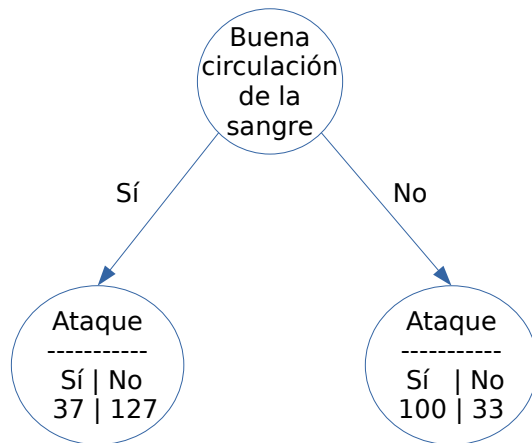 Buena
circulación
de la
sangre
Sí
No
Ataque
-----------
Sí | No
37 | 127
Ataque
-----------
Sí | No
100 | 33